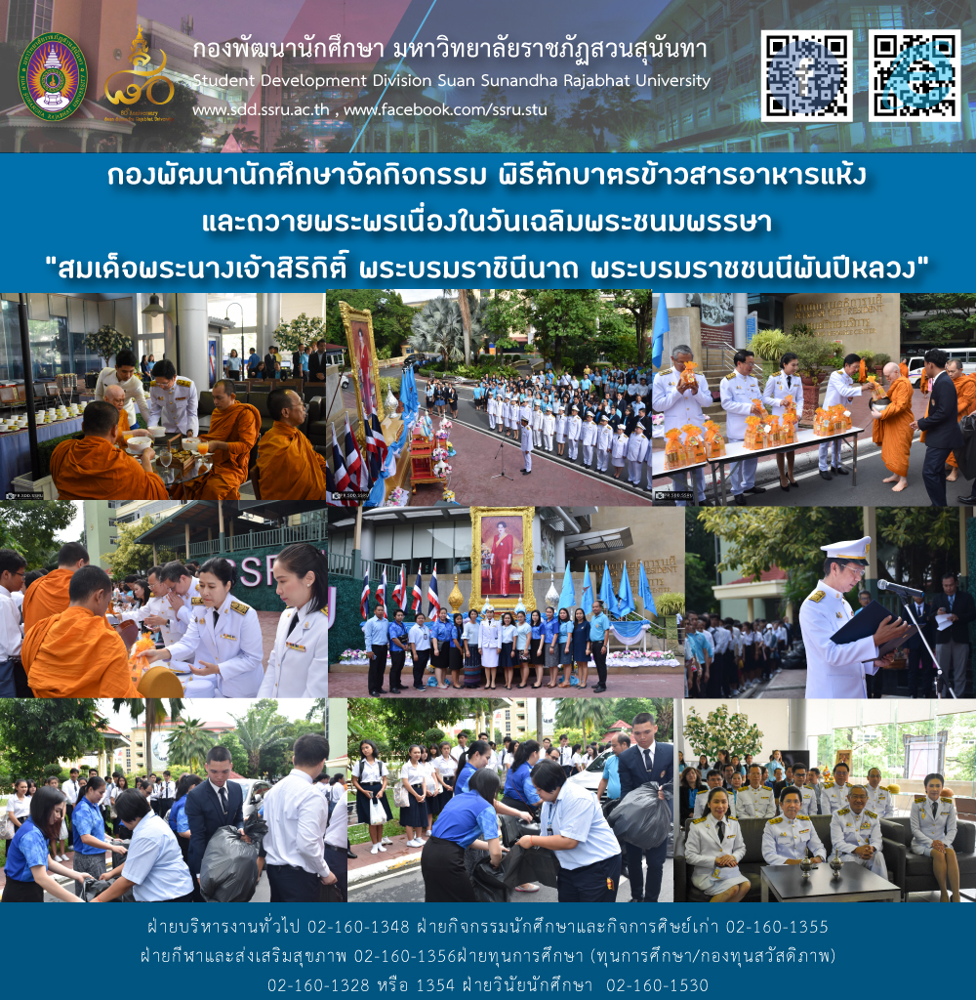 กองพัฒนานักศึกษา มหาวิทยาลัยราชภัฏสวนสุนันทา
Student Development Division Suan Sunandha Rajabhat University
www.sdd.ssru.ac.th , www.facebook.com/ssru.stu
80 Anniversary
กองพัฒนานักศึกษาจัดกิจกรรม พิธีตักบาตรข้าวสารอาหารแห้ง
และถวายพระพรเนื่องในวันเฉลิมพระชนมพรรษา
"สมเด็จพระนางเจ้าสิริกิติ์ พระบรมราชินีนาถ พระบรมราชชนนีพันปีหลวง"
PR.SDD.SSRU
PR.SDD.SSRU
PR.SDD.SSRU
ฝ่ายบริหารงานทั่วไป 02-160-1348 ฝ่ายกิจกรรมนักศึกษาและกิจการศิษย์เก่า 02-160-1355
ฝ่ายกีฬาและส่งเสริมสุขภาพ 02-160-1356ฝ่ายทุนการศึกษา (ทุนการศึกษา/กองทุนสวัสดิภาพ)
02-160-1328 หรือ 1354 ฝ่ายวินัยนักศึกษา 02-160-1530